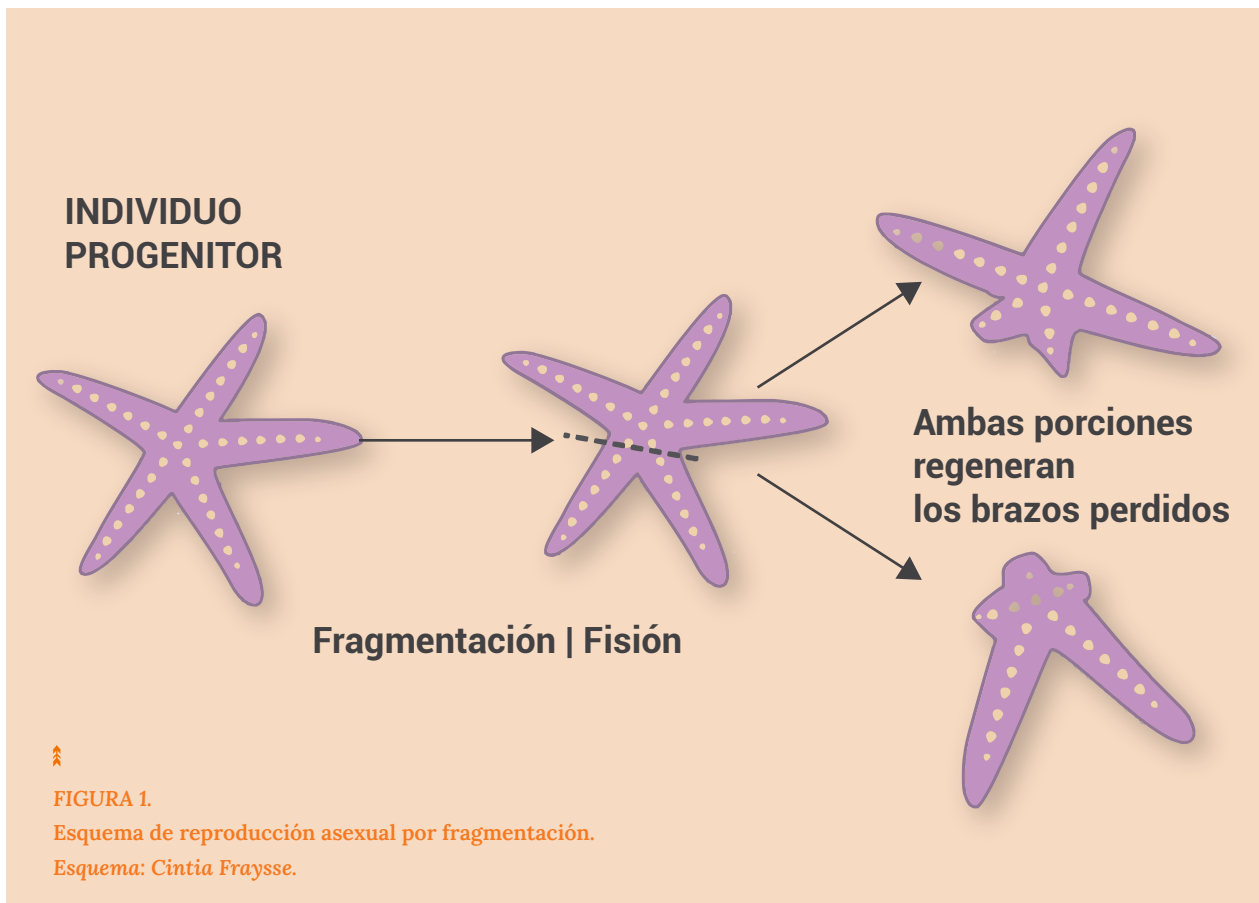 INDIVIDUO
PROGENITOR
Ambas porciones
regeneran
los brazos perdidos
Fragmentación | Fisión
FIGURA 1.
Esquema de reproducción asexual por fragmentación.
Esquema: Cintia Fraysse.